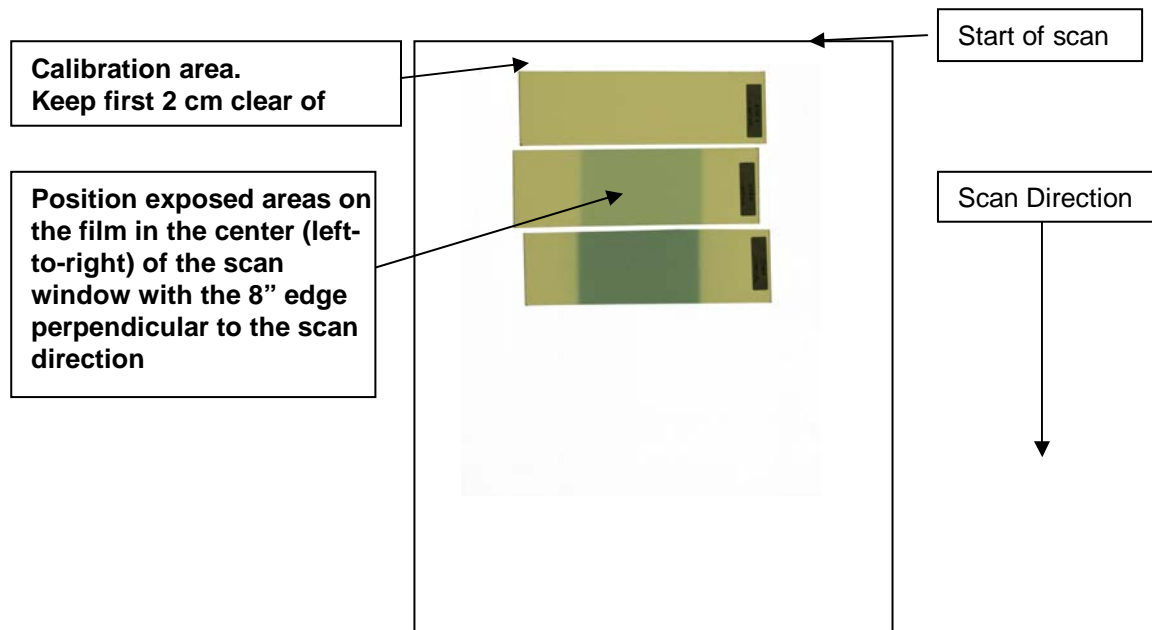 Start of scan
Calibration area.
Keep first 2 cm clear of
Position exposed areas on
the film in the center (left-
to-right) of the scan
window with the 8” edge
perpendicular to the scan
direction
Scan Direction